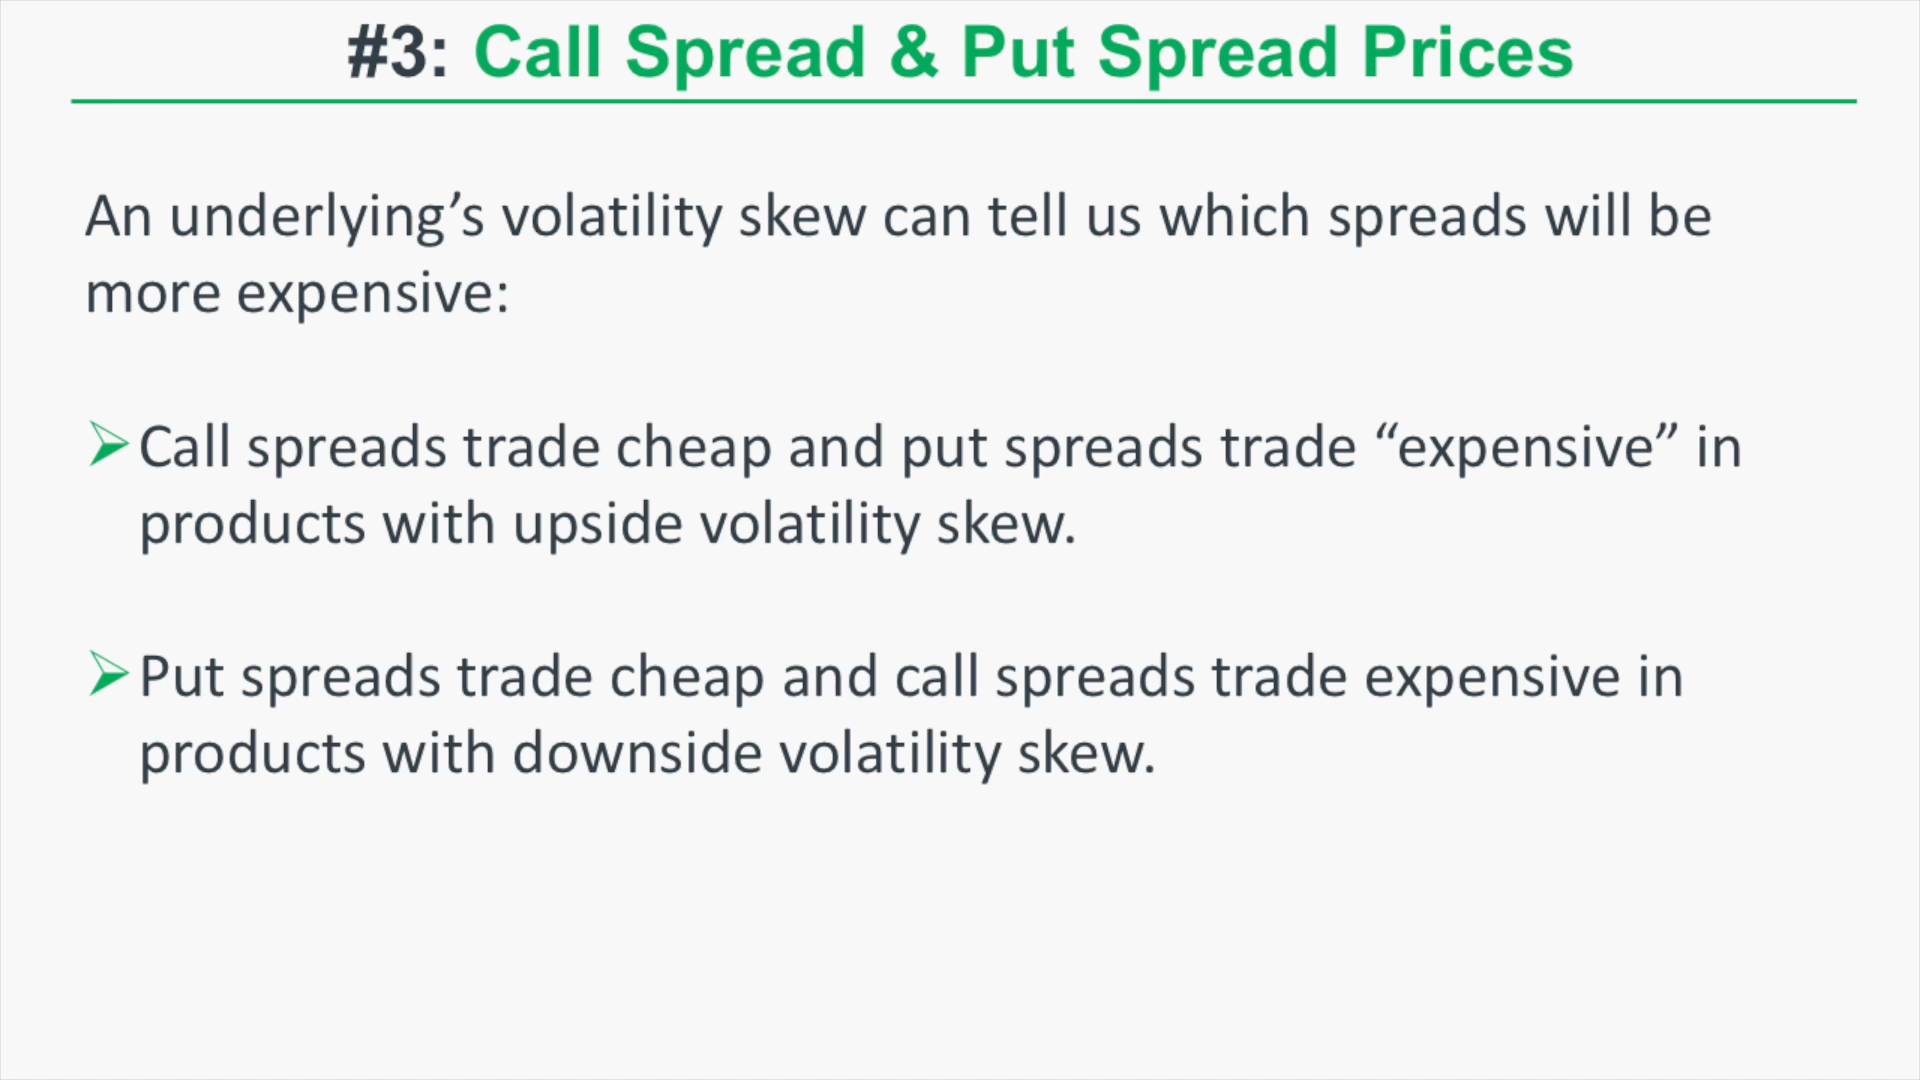 #3: Call Spread & Put Spread Prices
An underlying’s volatility skew can tell us which spreads will be
more expensive:
➢Call spreads trade cheap and put spreads trade “expensive” in
products with upside volatility skew.
➢Put spreads trade cheap and call spreads trade expensive in
products with downside volatility skew.